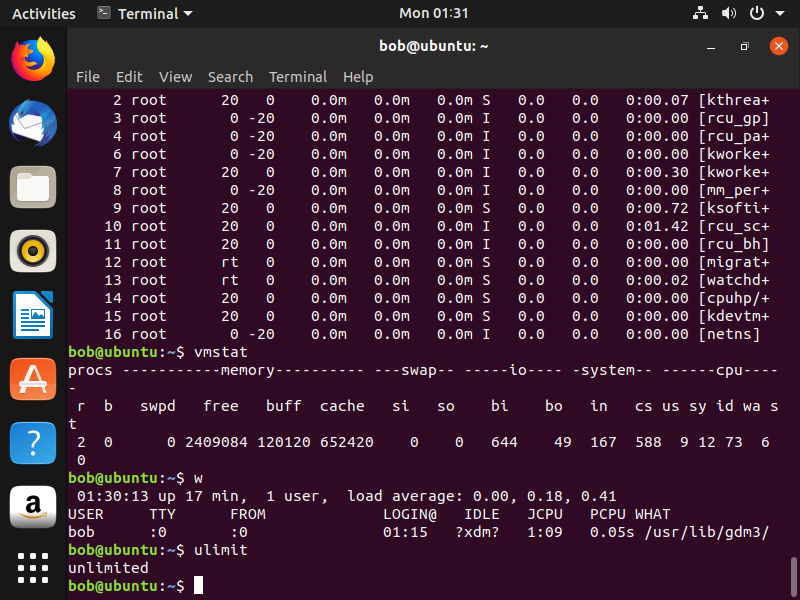 Activities Terminal Mon 01:31
bob@ubuntu: ~
File Edit View Search Terminal Help
    2 root      20   0    0.0m   0.0m   0.0m S   0.0   0.0   0:00.07 [kthrea+
    3 root       0 -20    0.0m   0.0m   0.0m I   0.0   0.0   0:00.00 [rcu_gp]
    4 root       0 -20    0.0m   0.0m   0.0m I   0.0   0.0   0:00.00 [rcu_pa+
    6 root       0 -20    0.0m   0.0m   0.0m I   0.0   0.0   0:00.00 [kworke+
    7 root      20   0    0.0m   0.0m   0.0m I   0.0   0.0   0:00.30 [kworke+
    8 root       0 -20    0.0m   0.0m   0.0m I   0.0   0.0   0:00.00 [mm_per+
    9 root      20   0    0.0m   0.0m   0.0m S   0.0   0.0   0:00.72 [ksofti+
   10 root      20   0    0.0m   0.0m   0.0m I   0.0   0.0   0:01.42 [rcu_sc+
   11 root      20   0    0.0m   0.0m   0.0m I   0.0   0.0   0:00.00 [rcu_bh]
   12 root      rt   0    0.0m   0.0m   0.0m S   0.0   0.0   0:00.00 [migrat+
   13 root      rt   0    0.0m   0.0m   0.0m S   0.0   0.0   0:00.02 [watchd+
   14 root      20   0    0.0m   0.0m   0.0m S   0.0   0.0   0:00.00 [cpuhp/+
   15 root      20   0    0.0m   0.0m   0.0m S   0.0   0.0   0:00.00 [kdevtm+
   16 root       0 -20    0.0m   0.0m   0.0m I   0.0   0.0   0:00.00 [netns]
bob@ubuntu:~$ vmstat
procs -----------memory---------- ---swap-- -----io---- -system-- ------cpu----
-
 r  b   swpd   free   buff  cache   si   so    bi    bo   in   cs us sy id wa s
t
 2  0      0 2409084 120120 652420    0    0   644    49  167  588  9 12 73  6
 0
bob@ubuntu:~$ w
 01:30:13 up 17 min,  1 user,  load average: 0.00, 0.18, 0.41
USER     TTY      FROM             LOGIN@   IDLE   JCPU   PCPU WHAT
bob      :0       :0               01:15   ?xdm?   1:09   0.05s /usr/lib/gdm3/
bob@ubuntu:~$ ulimit
unlimited
bob@ubuntu:~$